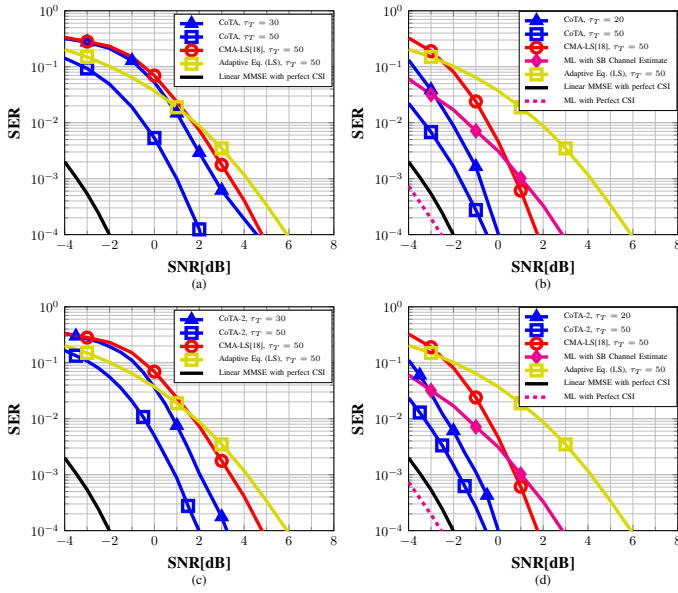 10^0
10^{-1}
10^{-2}
10^{-3}
10^{-4}
SER
−4 −2 0 2 4 6 8
SNR[dB]
(a)
CoTA, τ_T = 30
CoTA, τ_T = 50
CMA-LS[18], τ_T = 50
Adaptive Eq. (LS), τ_T = 50
Linear MMSE with perfect CSI
10^0
10^{-1}
10^{-2}
10^{-3}
10^{-4}
SER
−4 −2 0 2 4 6 8
SNR[dB]
(b)
CoTA, τ_T = 20
CoTA, τ_T = 50
CMA-LS[18], τ_T = 50
ML with SB Channel Estimate
Adaptive Eq. (LS), τ_T = 50
Linear MMSE with perfect CSI
ML with Perfect CSI
10^0
10^{-1}
10^{-2}
10^{-3}
10^{-4}
SER
−4 −2 0 2 4 6 8
SNR[dB]
(c)
CoTA-2, τ_T = 30
CoTA-2, τ_T = 50
CMA-LS[18], τ_T = 50
Adaptive Eq. (LS), τ_T = 50
Linear MMSE with perfect CSI
10^0
10^{-1}
10^{-2}
10^{-3}
10^{-4}
SER
−4 −2 0 2 4 6 8
SNR[dB]
(d)
CoTA-2, τ_T = 20
CoTA-2, τ_T = 50
CMA-LS[18], τ_T = 50
ML with SB Channel Estimate
Adaptive Eq. (LS), τ_T = 50
Linear MMSE with perfect CSI
ML with Perfect CSI